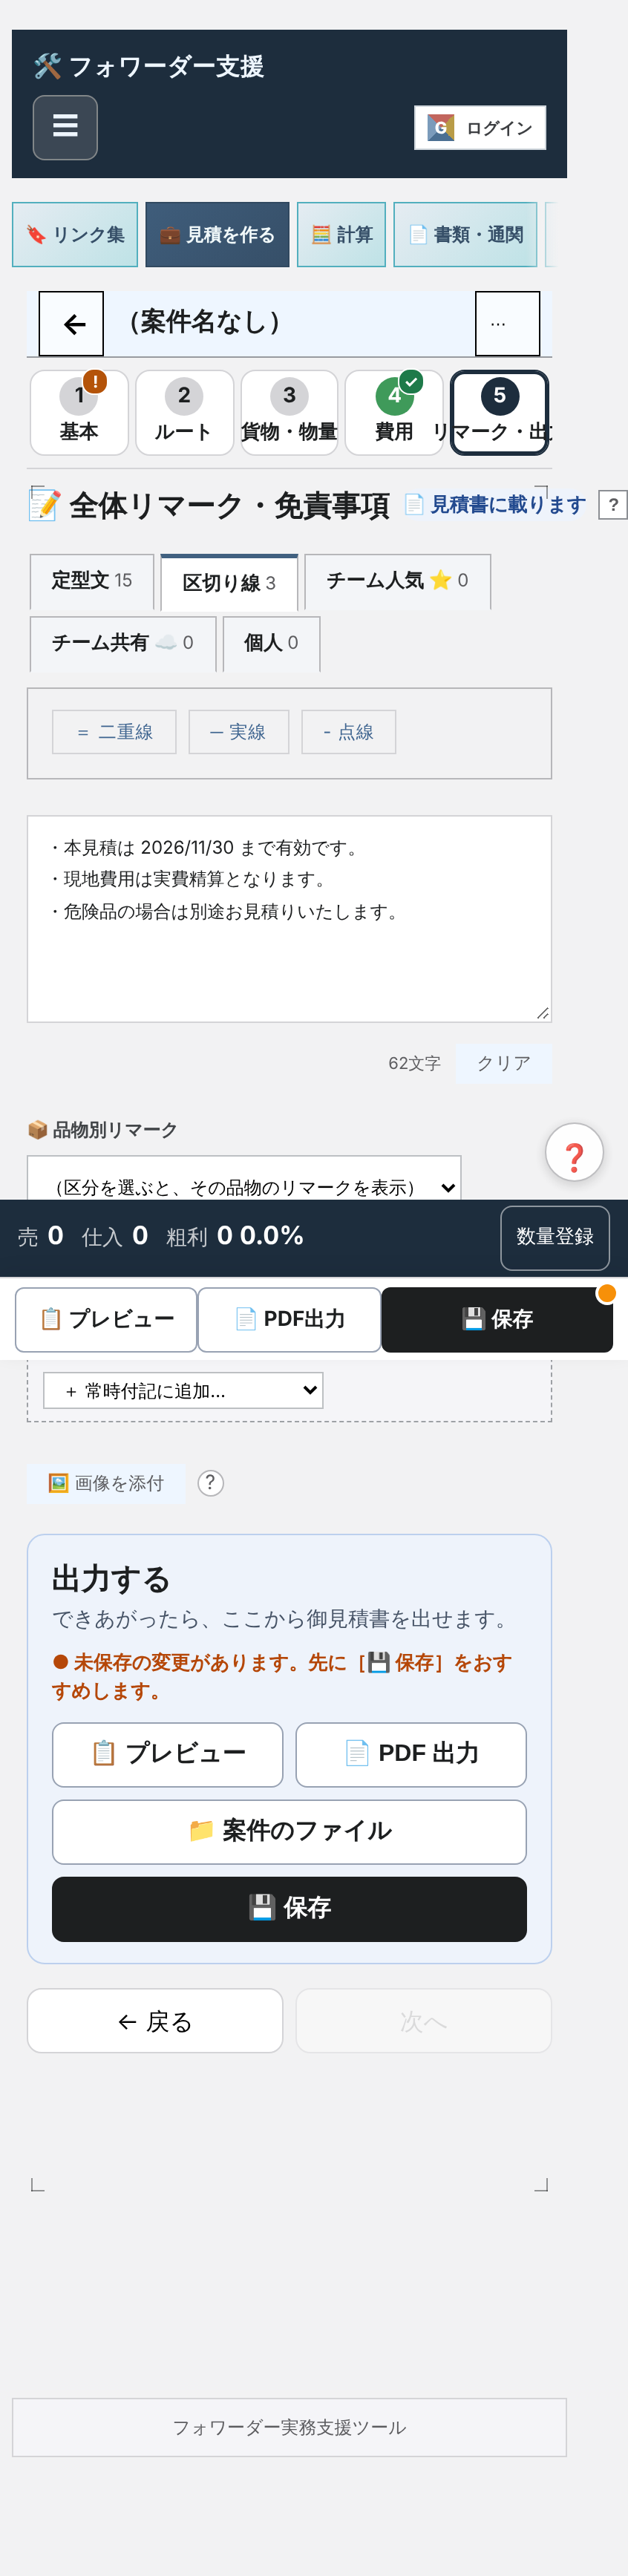 🛠️ フォワーダー支援
☰
G ログイン
🔖 リンク集
💼 見積を作る
🧮 計算
📄 書類・通関
← （案件名なし） …
1 ! 基本
2 ルート
3 貨物・物量
4 ✓ 費用
5 リマーク・出
📝 全体リマーク・免責事項 📄 見積書に載ります ?
定型文 15
区切り線 3
チーム人気 ⭐ 0
チーム共有 ☁️ 0
個人 0
＝ 二重線
─ 実線
- 点線
・本見積は 2026/11/30 まで有効です。
・現地費用は実費精算となります。
・危険品の場合は別途お見積りいたします。
62文字 クリア
📦 品物別リマーク
（区分を選ぶと、その品物のリマークを表示）
❓
売 0 仕入 0 粗利 0 0.0% 数量登録
📋 プレビュー
📄 PDF出力
💾 保存
＋ 常時付記に追加...
🖼️ 画像を添付 ?
出力する
できあがったら、ここから御見積書を出せます。
● 未保存の変更があります。先に［💾 保存］をおす
すめします。
📋 プレビュー
📄 PDF 出力
📁 案件のファイル
💾 保存
← 戻る
次へ
フォワーダー実務支援ツール